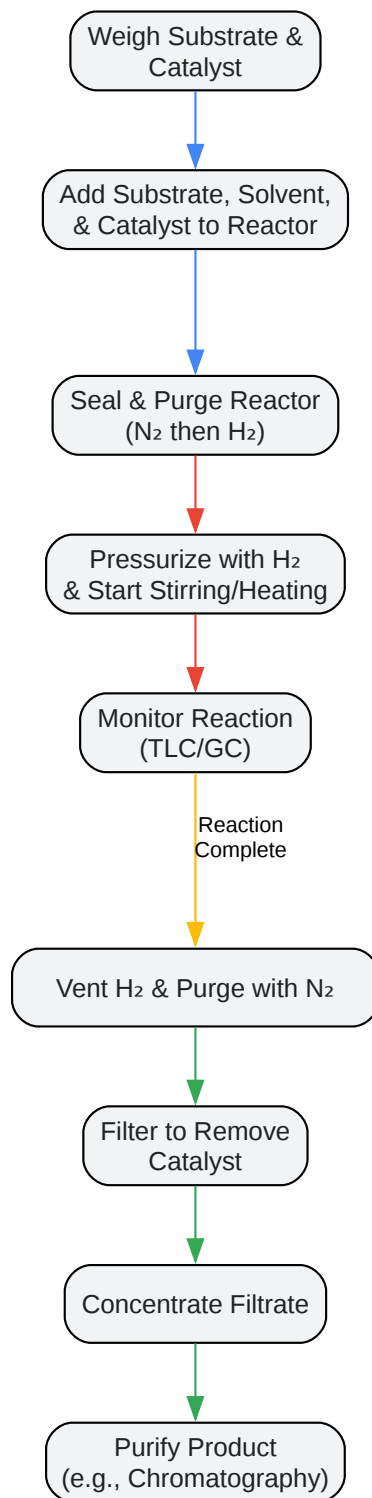 Weigh Substrate &
Catalyst
Add Substrate, Solvent,
& Catalyst to Reactor
Seal & Purge Reactor
(N₂ then H₂)
Pressurize with H₂
& Start Stirring/Heating
Monitor Reaction
(TLC/GC)
Reaction
Complete
Vent H₂ & Purge with N₂
Filter to Remove
Catalyst
Concentrate Filtrate
Purify Product
(e.g., Chromatography)